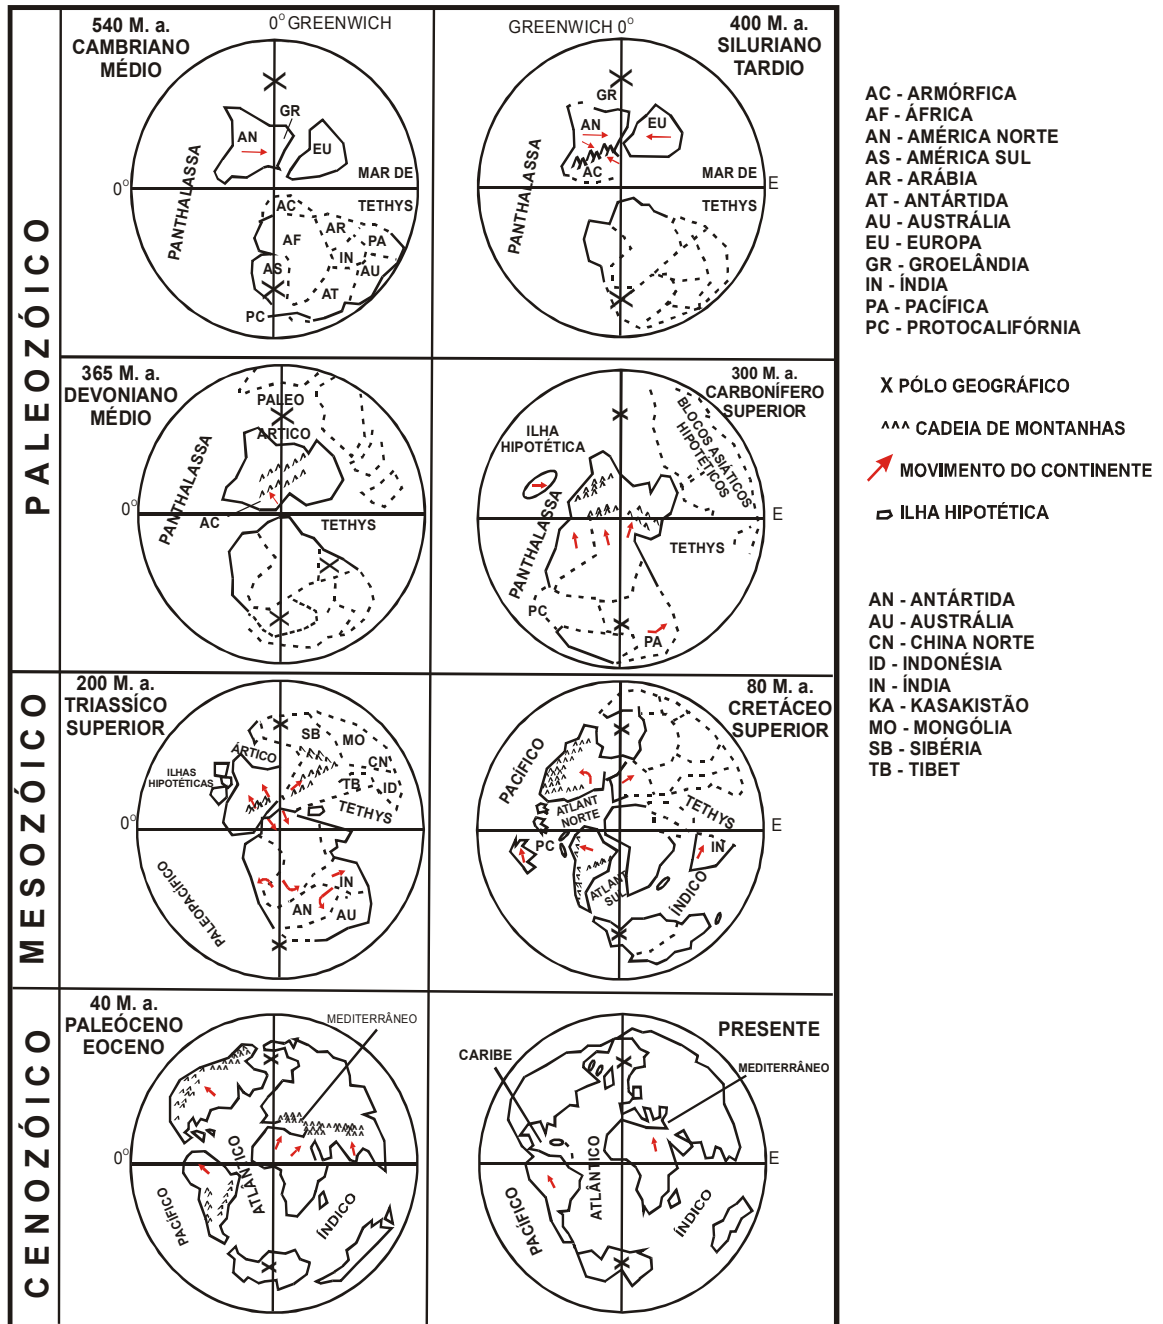 PALEOZÓICO
540 M. a.
CAMBRIANO
MÉDIO
0° GREENWICH
GR
AN
EU
0°
MAR DE
TETHYS
PANTHALASSA
AC
AF
AR
PA
IN
AS
AU
AT
PC
GREENWICH 0°
400 M. a.
SILURIANO
TARDIO
GR
AN
EU
AC
PANTHALASSA
MAR DE
E
TETHYS
365 M. a.
DEVONIANO
MÉDIO
PALEO
ÁRTICO
PANTHALASSA
0°
AC
TETHYS
300 M. a.
CARBONÍFERO
SUPERIOR
ILHA
HIPOTÉTICA
BLOCOS ASIÁTICOS
HIPOTÉTICOS
PANTHALASSA
E
TETHYS
PC
PA
MESOZÓICO
200 M. a.
TRIASSÍCO
SUPERIOR
ÁRTICO
SB
MO
CN
TB
ID
ILHAS
HIPOTÉTICAS
TETHYS
0°
PALEOPACÍFICO
IN
AN
AU
80 M. a.
CRETÁCEO
SUPERIOR
PACÍFICO
ATLANT
NORTE
TETHYS
E
PC
IN
ATLANT
SUL
ÍNDICO
CENOZÓICO
40 M. a.
PALEÓCENO
EOCENO
MEDITERRÂNEO
0°
ATLÂNTICO
PACÍFICO
ÍNDICO
PRESENTE
CARIBE
MEDITERRÂNEO
E
ATLÂNTICO
PACÍFICO
ÍNDICO
AC - ARMÓRFICA
AF - ÁFRICA
AN - AMÉRICA NORTE
AS - AMÉRICA SUL
AR - ARÁBIA
AT - ANTÁRTIDA
AU - AUSTRÁLIA
EU - EUROPA
GR - GROELÂNDIA
IN - ÍNDIA
PA - PACÍFICA
PC - PROTOCALIFÓRNIA
X PÓLO GEOGRÁFICO
^^^ CADEIA DE MONTANHAS
MOVIMENTO DO CONTINENTE
ILHA HIPOTÉTICA
AN - ANTÁRTIDA
AU - AUSTRÁLIA
CN - CHINA NORTE
ID - INDONÉSIA
IN - ÍNDIA
KA - KASAKISTÃO
MO - MONGÓLIA
SB - SIBÉRIA
TB - TIBET